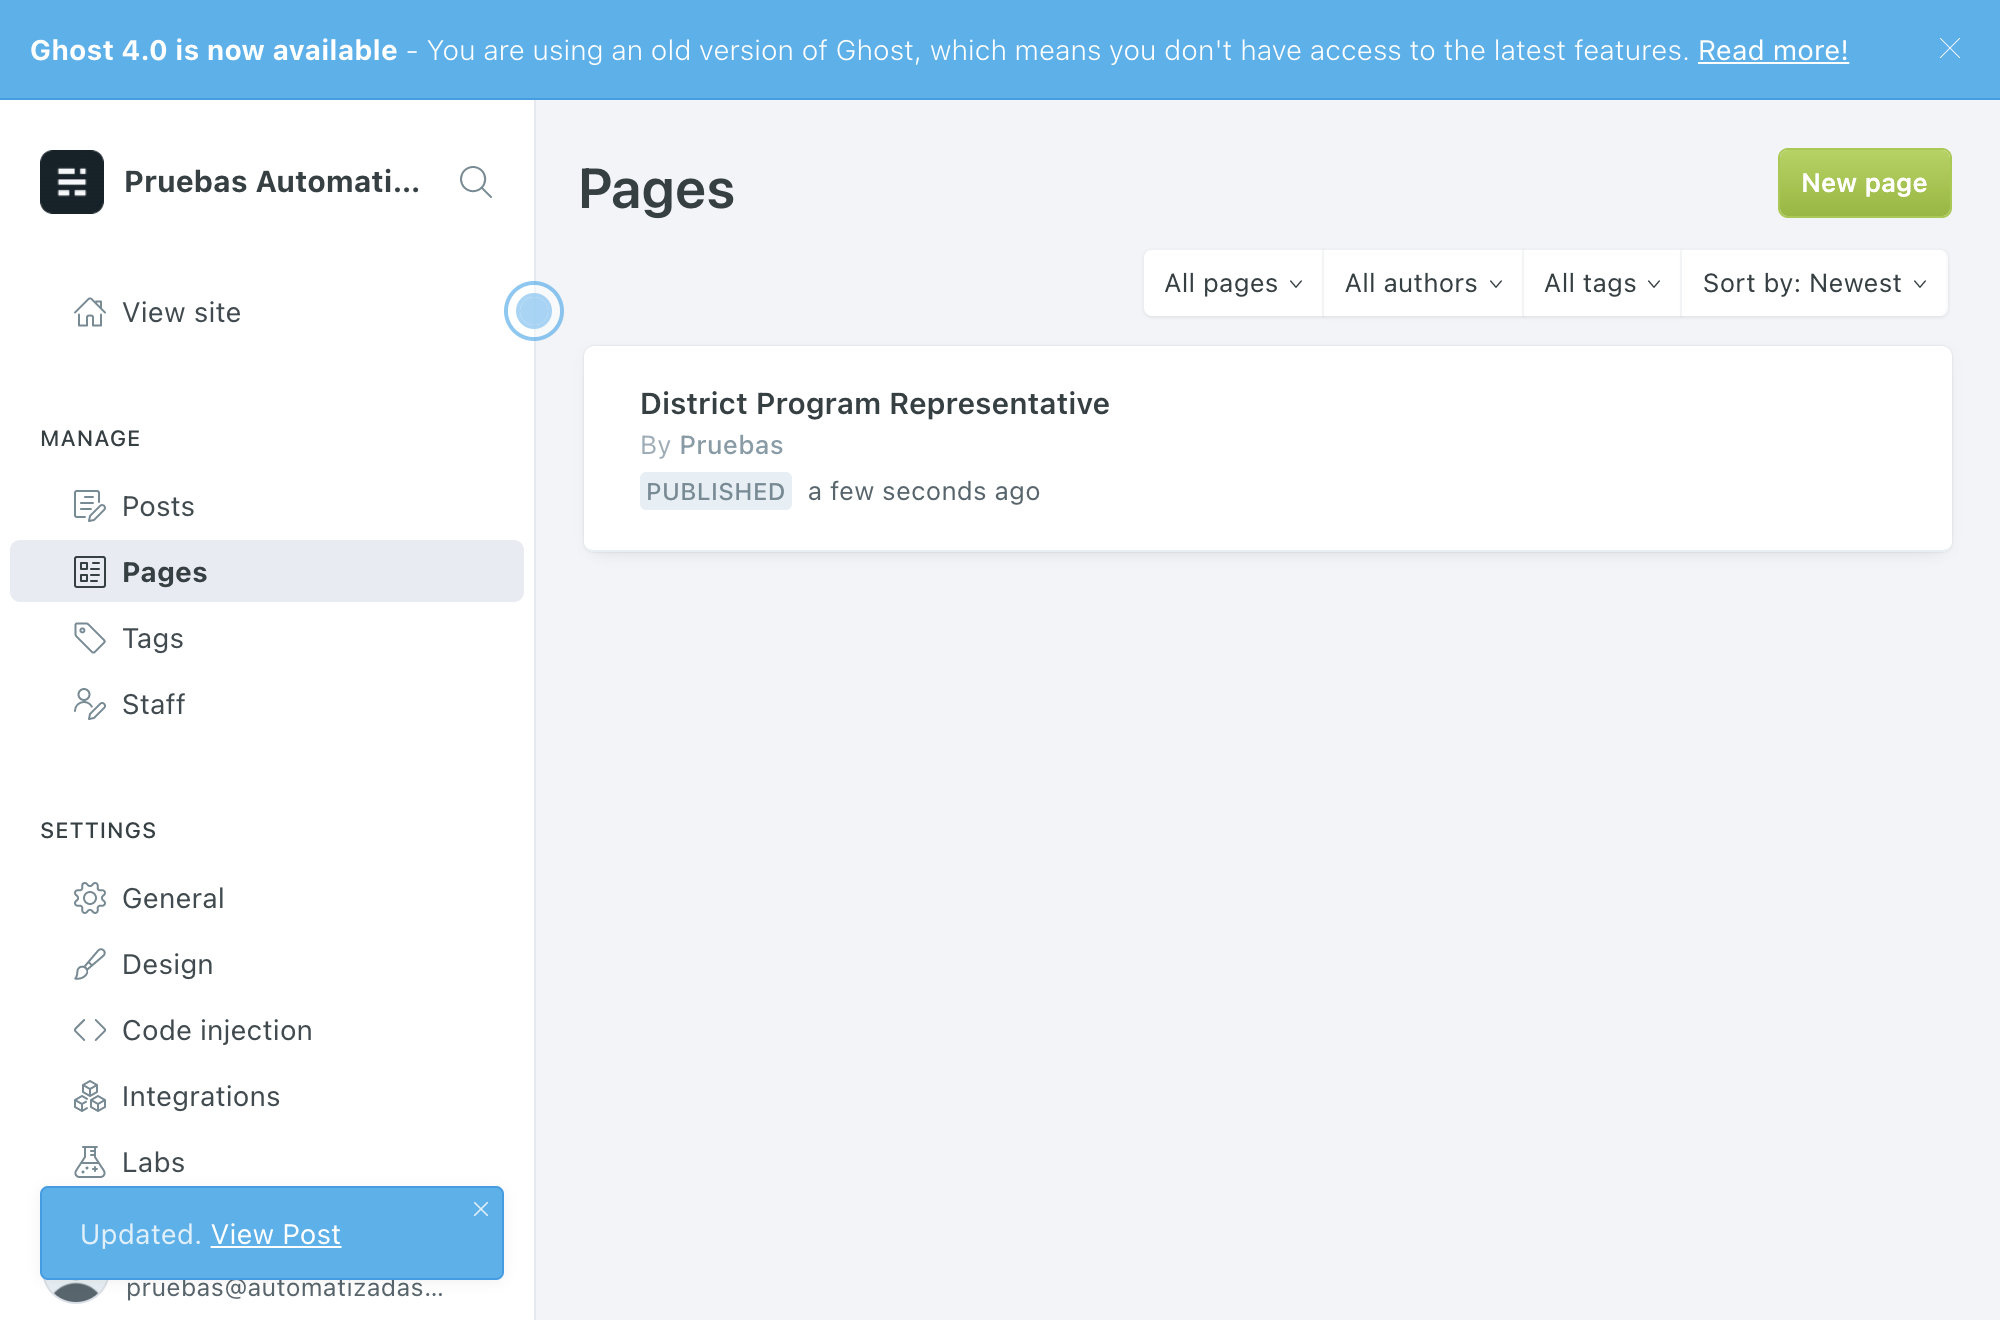 Ghost 4.0 is now available - You are using an old version of Ghost, which means you don't have access to the latest features. Read more!
Pruebas Automati...
View site
MANAGE
Posts
Pages
Tags
Staff
SETTINGS
General
Design
Code injection
Integrations
Labs
Updated. View Post
pruebas@automatizadas...
Pages
New page
All pages
All authors
All tags
Sort by: Newest
District Program Representative
By Pruebas
PUBLISHED a few seconds ago